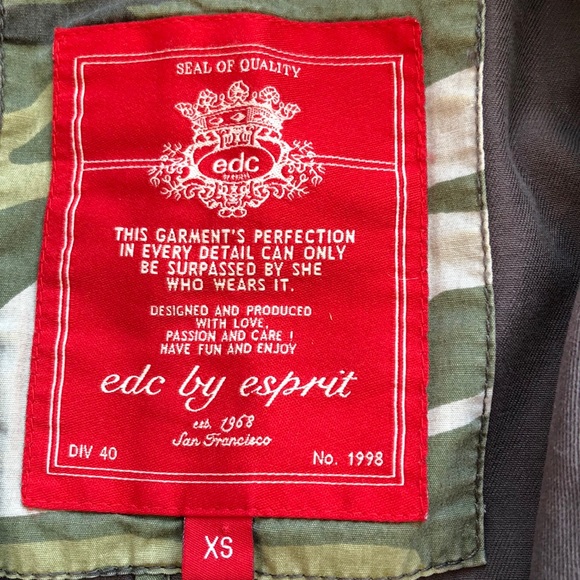 SEAL OF QUALITY
edc
BY ESPRIT
THIS GARMENT'S PERFECTION
IN EVERY DETAIL CAN ONLY
BE SURPASSED BY SHE
WHO WEARS IT.
DESIGNED AND PRODUCED
WITH LOVE,
PASSION AND CARE !
HAVE FUN AND ENJOY
edc by esprit
est. 1968
San Francisco
DIV 40
No. 1998
XS